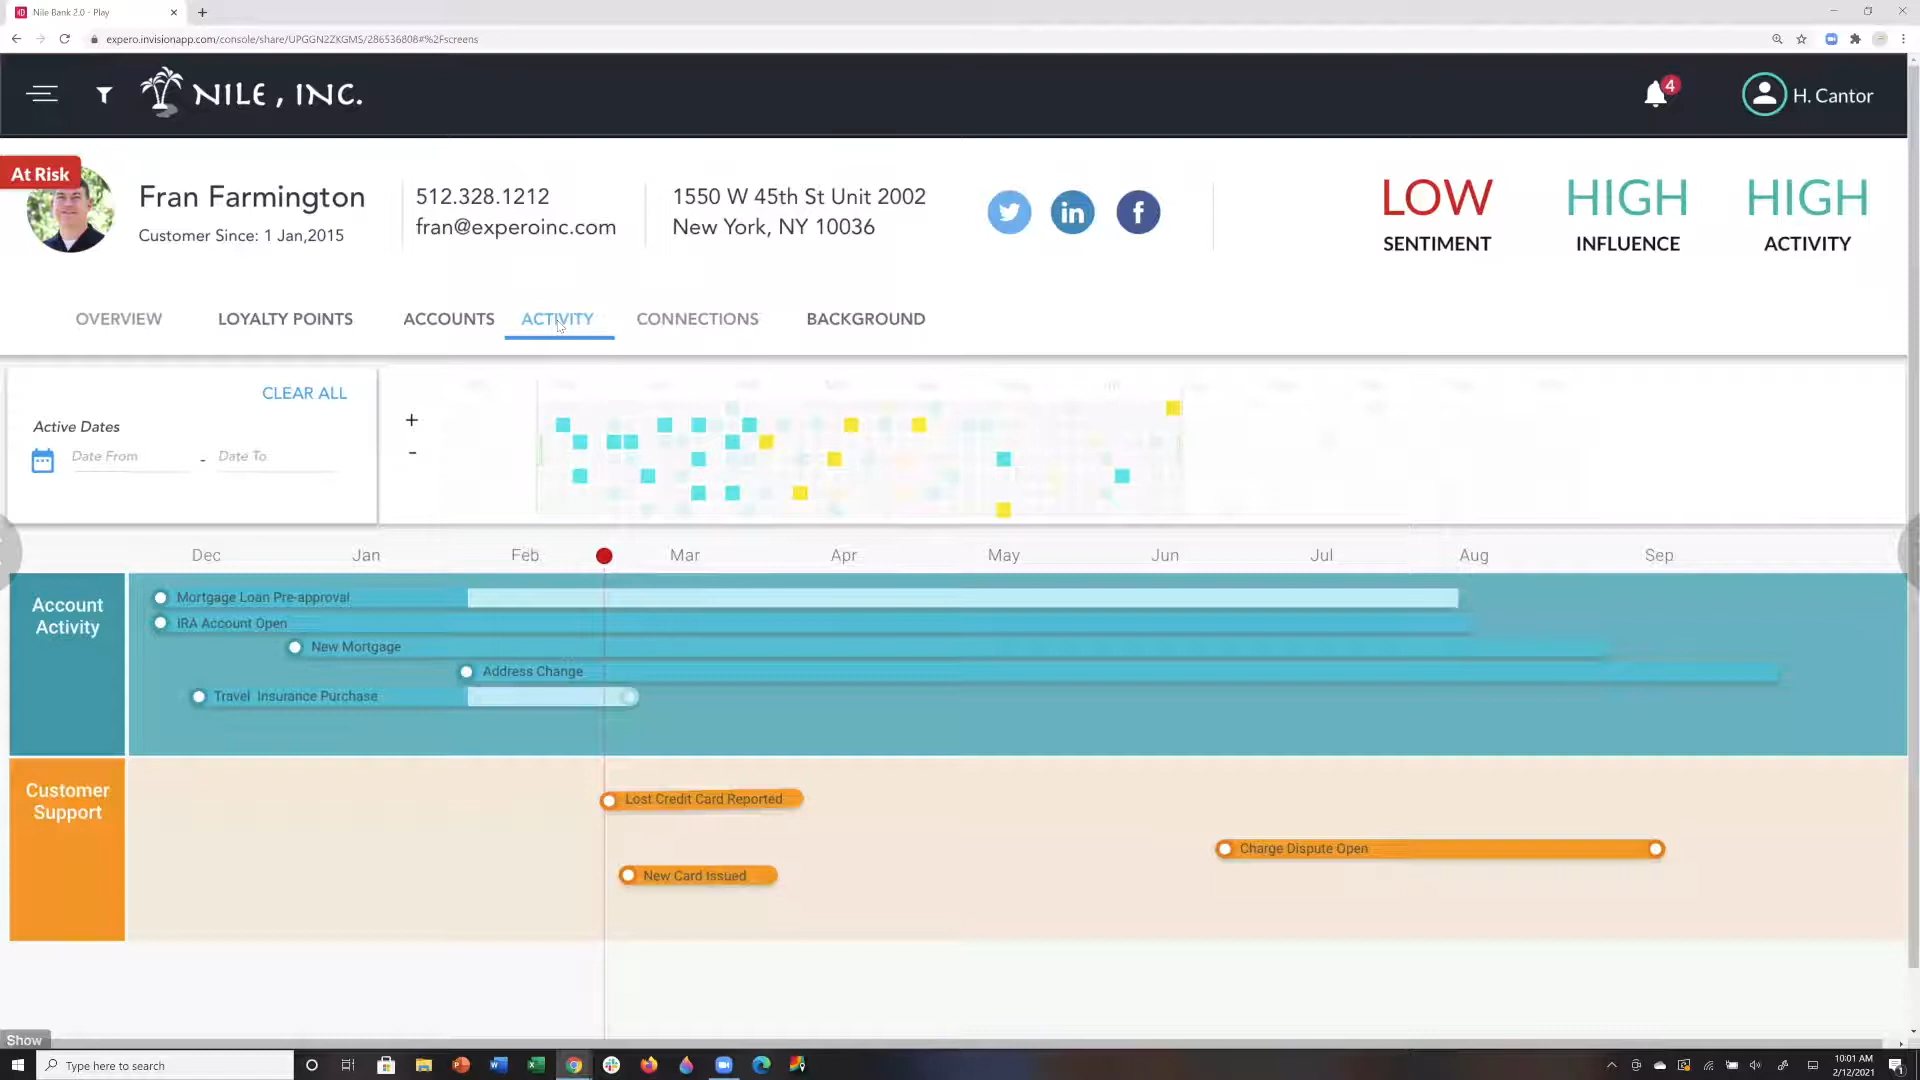 Nile Bank 2.0 - Play
expero.invisionapp.com/console/share/UPGGN2ZKGMS/286536808#%2Fscreens
NILE, INC.
4
H. Cantor
At Risk
Fran Farmington
Customer Since: 1 Jan,2015
512.328.1212
fran@experoinc.com
1550 W 45th St Unit 2002
New York, NY 10036
LOW
SENTIMENT
HIGH
INFLUENCE
HIGH
ACTIVITY
OVERVIEW
LOYALTY POINTS
ACCOUNTS
ACTIVITY
CONNECTIONS
BACKGROUND
CLEAR ALL
Active Dates
Date From - Date To
+
-
Dec Jan Feb Mar Apr May Jun Jul Aug Sep
Account
Activity
Mortgage Loan Pre-approval
IRA Account Open
New Mortgage
Address Change
Travel Insurance Purchase
Customer
Support
Lost Credit Card Reported
Charge Dispute Open
New Card Issued
Show
Type here to search
10:01 AM
2/12/2021